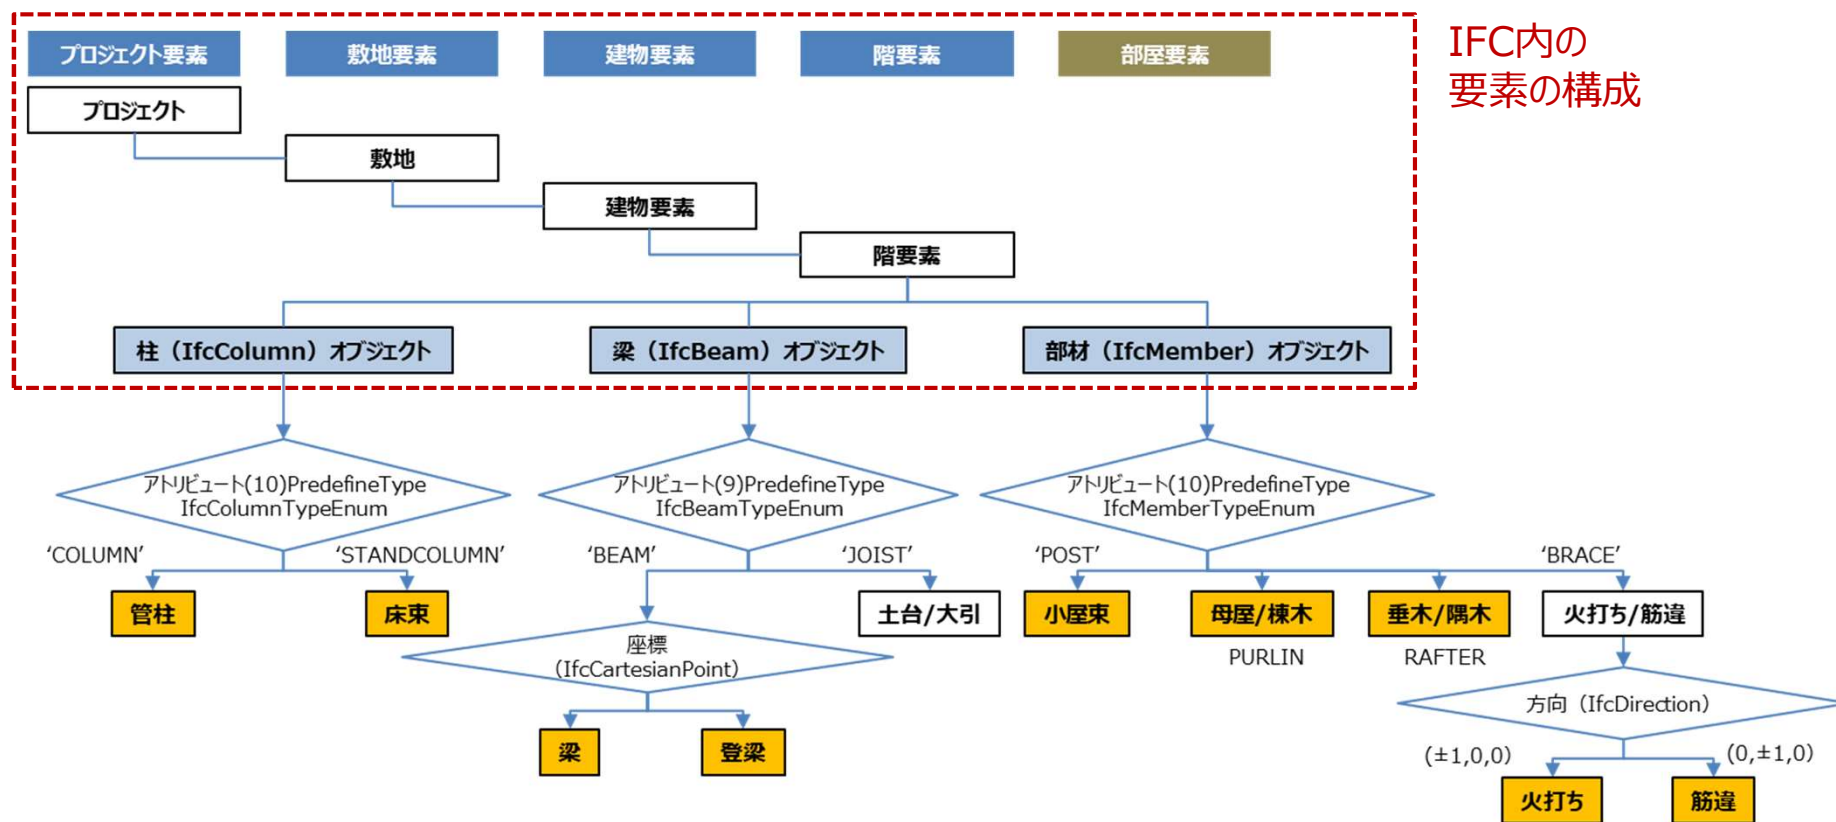 プロジェクト要素
敷地要素
建物要素
階要素
部屋要素
IFC内の
要素の構成
プロジェクト
敷地
建物要素
階要素
柱（IfcColumn）オブジェクト
梁（IfcBeam）オブジェクト
部材（IfcMember）オブジェクト
アトリビュート(10)PredefineType
IfcColumnTypeEnum
アトリビュート(9)PredefineType
IfcBeamTypeEnum
アトリビュート(10)PredefineType
IfcMemberTypeEnum
‘COLUMN’
‘STANDCOLUMN’
‘BEAM’
‘JOIST’
‘POST’
‘BRACE’
管柱
床束
土台/大引
小屋束
母屋/棟木
垂木/隅木
火打ち/筋違
PURLIN
RAFTER
座標
（IfcCartesianPoint）
方向（IfcDirection）
梁
登梁
(±1,0,0)
(0,±1,0)
火打ち
筋違